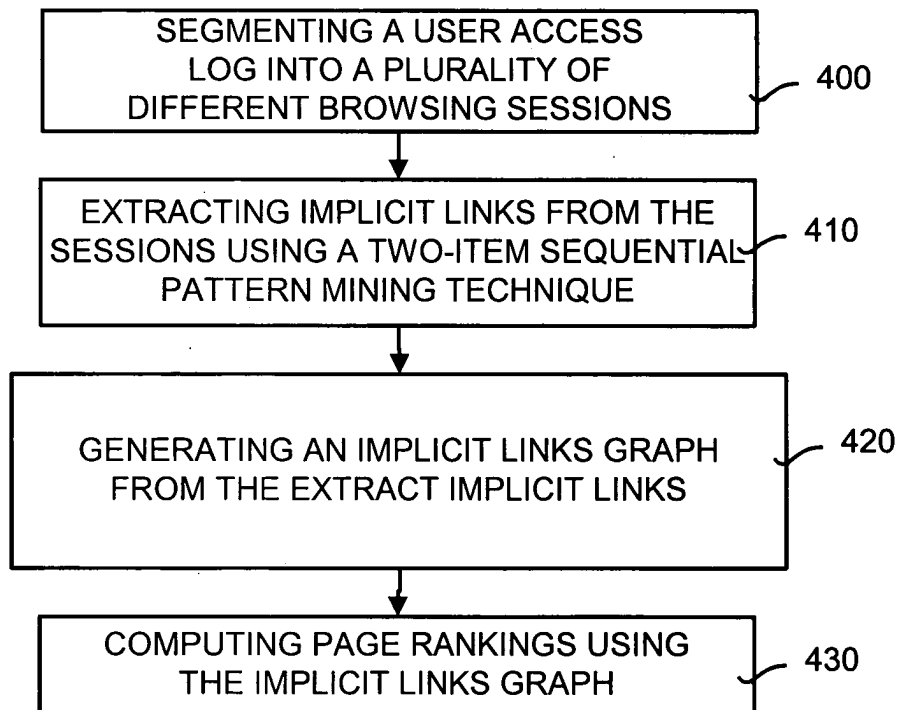 SEGMENTING A USER ACCESS
LOG INTO A PLURALITY OF
DIFFERENT BROWSING SESSIONS
400
EXTRACTING IMPLICIT LINKS FROM THE
SESSIONS USING A TWO-ITEM SEQUENTIAL
PATTERN MINING TECHNIQUE
410
GENERATING AN IMPLICIT LINKS GRAPH
FROM THE EXTRACT IMPLICIT LINKS
420
COMPUTING PAGE RANKINGS USING
THE IMPLICIT LINKS GRAPH
430